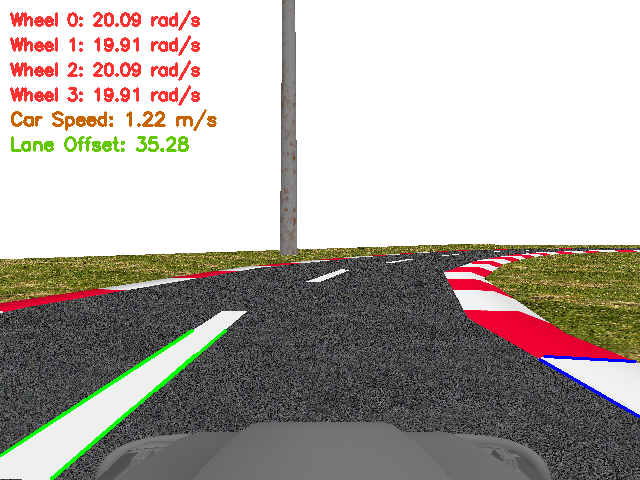 Wheel 0: 20.09 rad/s
Wheel 1: 19.91 rad/s
Wheel 2: 20.09 rad/s
Wheel 3: 19.91 rad/s
Car Speed: 1.22 m/s
Lane Offset: 35.28